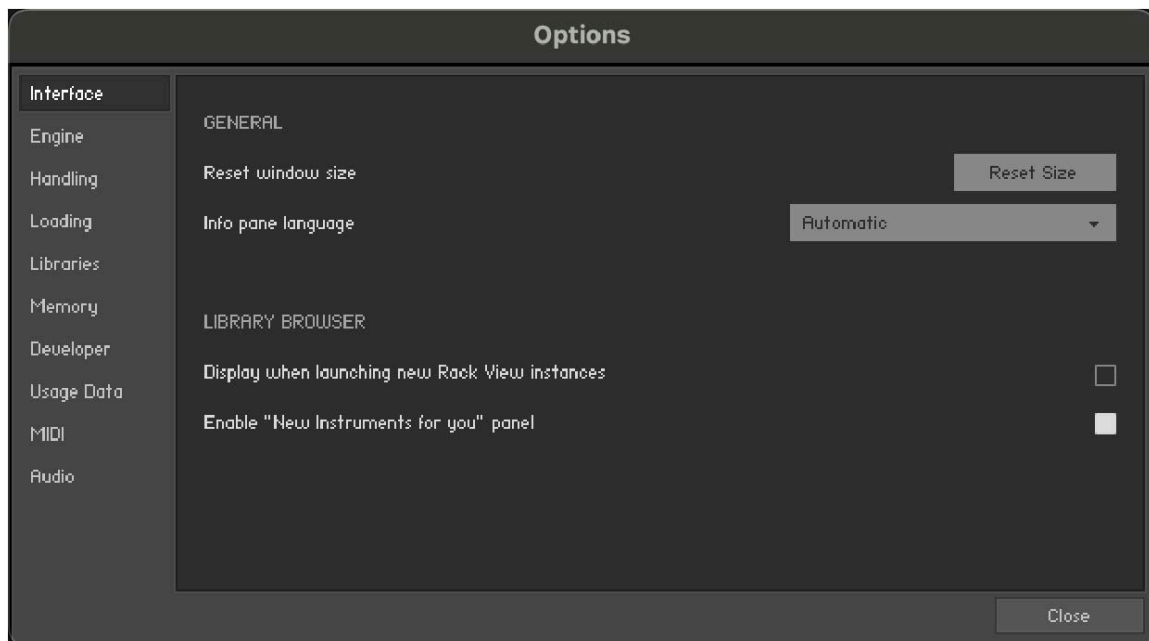 Options
Interface
Engine
Handling
Loading
Libraries
Memory
Developer
Usage Data
MIDI
Audio
GENERAL
Reset window size
Reset Size
Info pane language
Automatic
LIBRARY BROWSER
Display when launching new Rack View instances
Enable "New Instruments for you" panel
Close